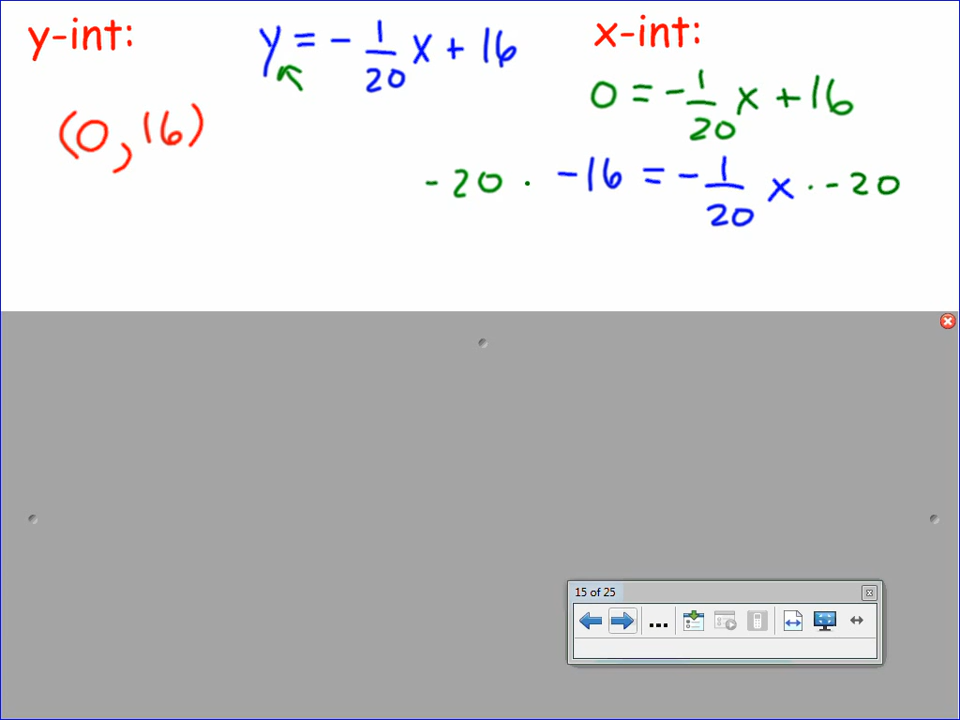 y-int:
y = - 1/20 x + 16
x-int:
(0, 16)
0 = - 1/20 x + 16
-20 · -16 = - 1/20 x · -20
15 of 25
...